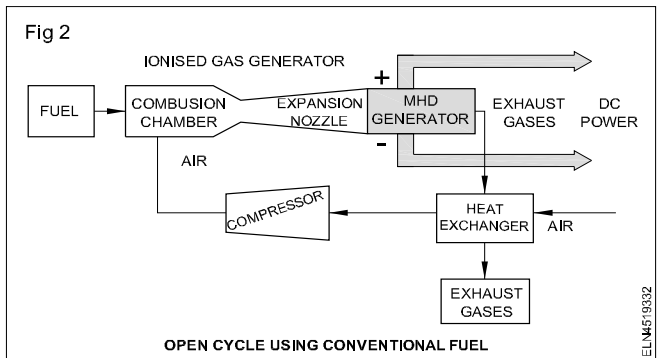 Fig 2
IONISED GAS GENERATOR
FUEL
COMBUSION
CHAMBER
EXPANSION
NOZZLE
+
MHD
GENERATOR
-
EXHAUST
GASES
DC
POWER
AIR
COMPRESSOR
HEAT
EXCHANGER
AIR
EXHAUST
GASES
OPEN CYCLE USING CONVENTIONAL FUEL
ELN4519332